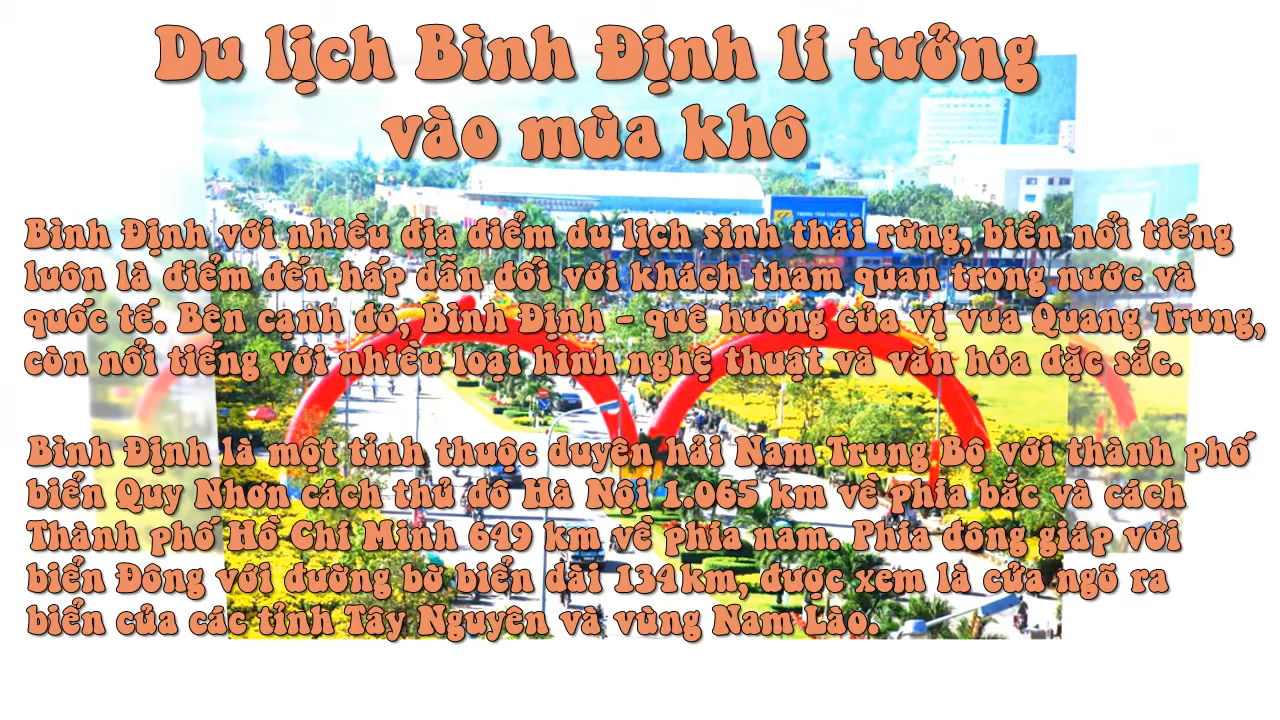 Du lịch Bình Định lí tưởng
vào mùa khô
Bình Định với nhiều địa điểm du lịch sinh thái rừng, biển nổi tiếng
luôn là điểm đến hấp dẫn đối với khách tham quan trong nước và
quốc tế. Bên cạnh đó, Bình Định – quê hương của vị vua Quang Trung,
còn nổi tiếng với nhiều loại hình nghệ thuật và văn hóa đặc sắc.
Bình Định là một tỉnh thuộc duyên hải Nam Trung Bộ với thành phố
biển Quy Nhơn cách thủ đô Hà Nội 1.065 km về phía bắc và cách
Thành phố Hồ Chí Minh 649 km về phía nam. Phía đông giáp với
biển Đông với đường bờ biển dài 134km, được xem là cửa ngõ ra
biển của các tỉnh Tây Nguyên và vùng Nam Lào.